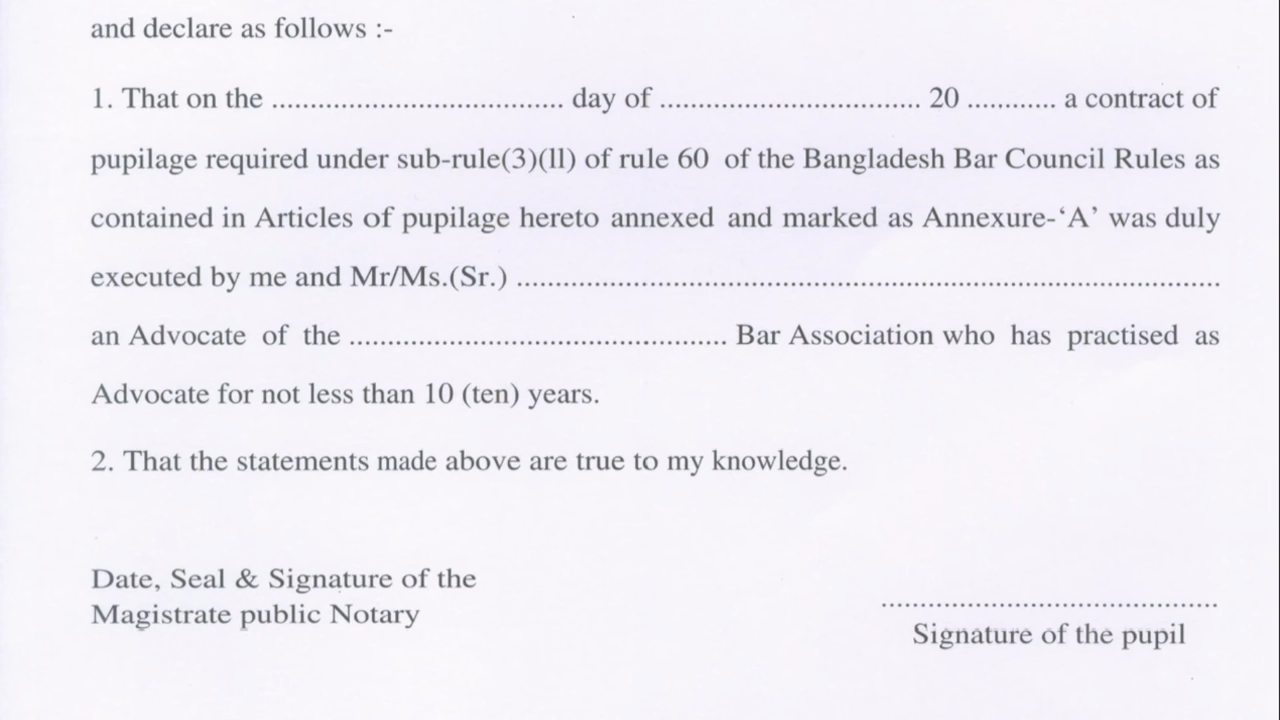 and declare as follows :-
1. That on the ...................................... day of .................................. 20 ............ a contract of
pupilage required under sub-rule(3)(ll) of rule 60 of the Bangladesh Bar Council Rules as
contained in Articles of pupilage hereto annexed and marked as Annexure-‘A’ was duly
executed by me and Mr/Ms.(Sr.) ............................................................................................
an Advocate of the ................................................. Bar Association who has practised as
Advocate for not less than 10 (ten) years.
2. That the statements made above are true to my knowledge.
Date, Seal & Signature of the
Magistrate public Notary
............................................
Signature of the pupil